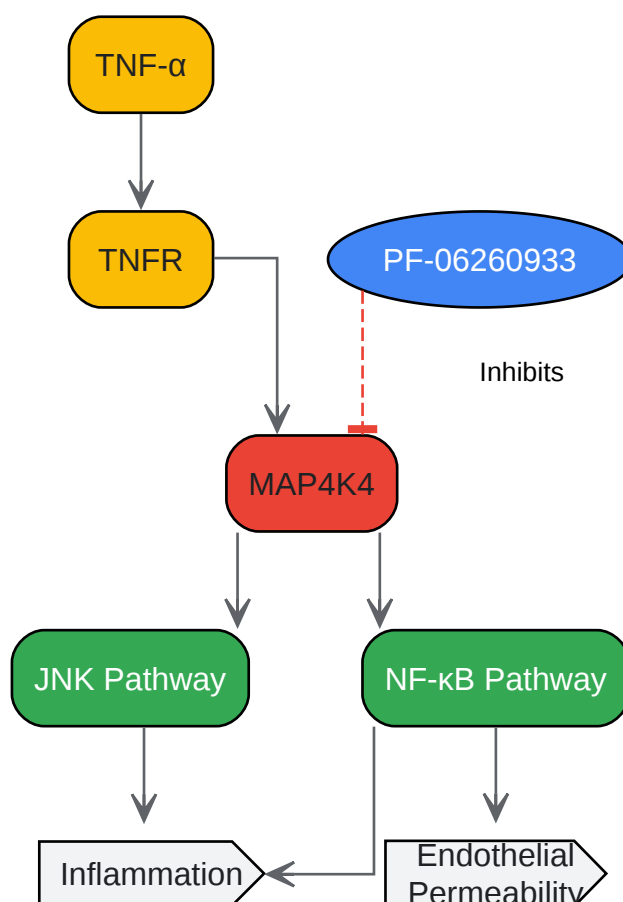 TNF-α
TNFR
PF-06260933
Inhibits
MAP4K4
JNK Pathway
NF-κB Pathway
Inflammation
Endothelial
Permeability